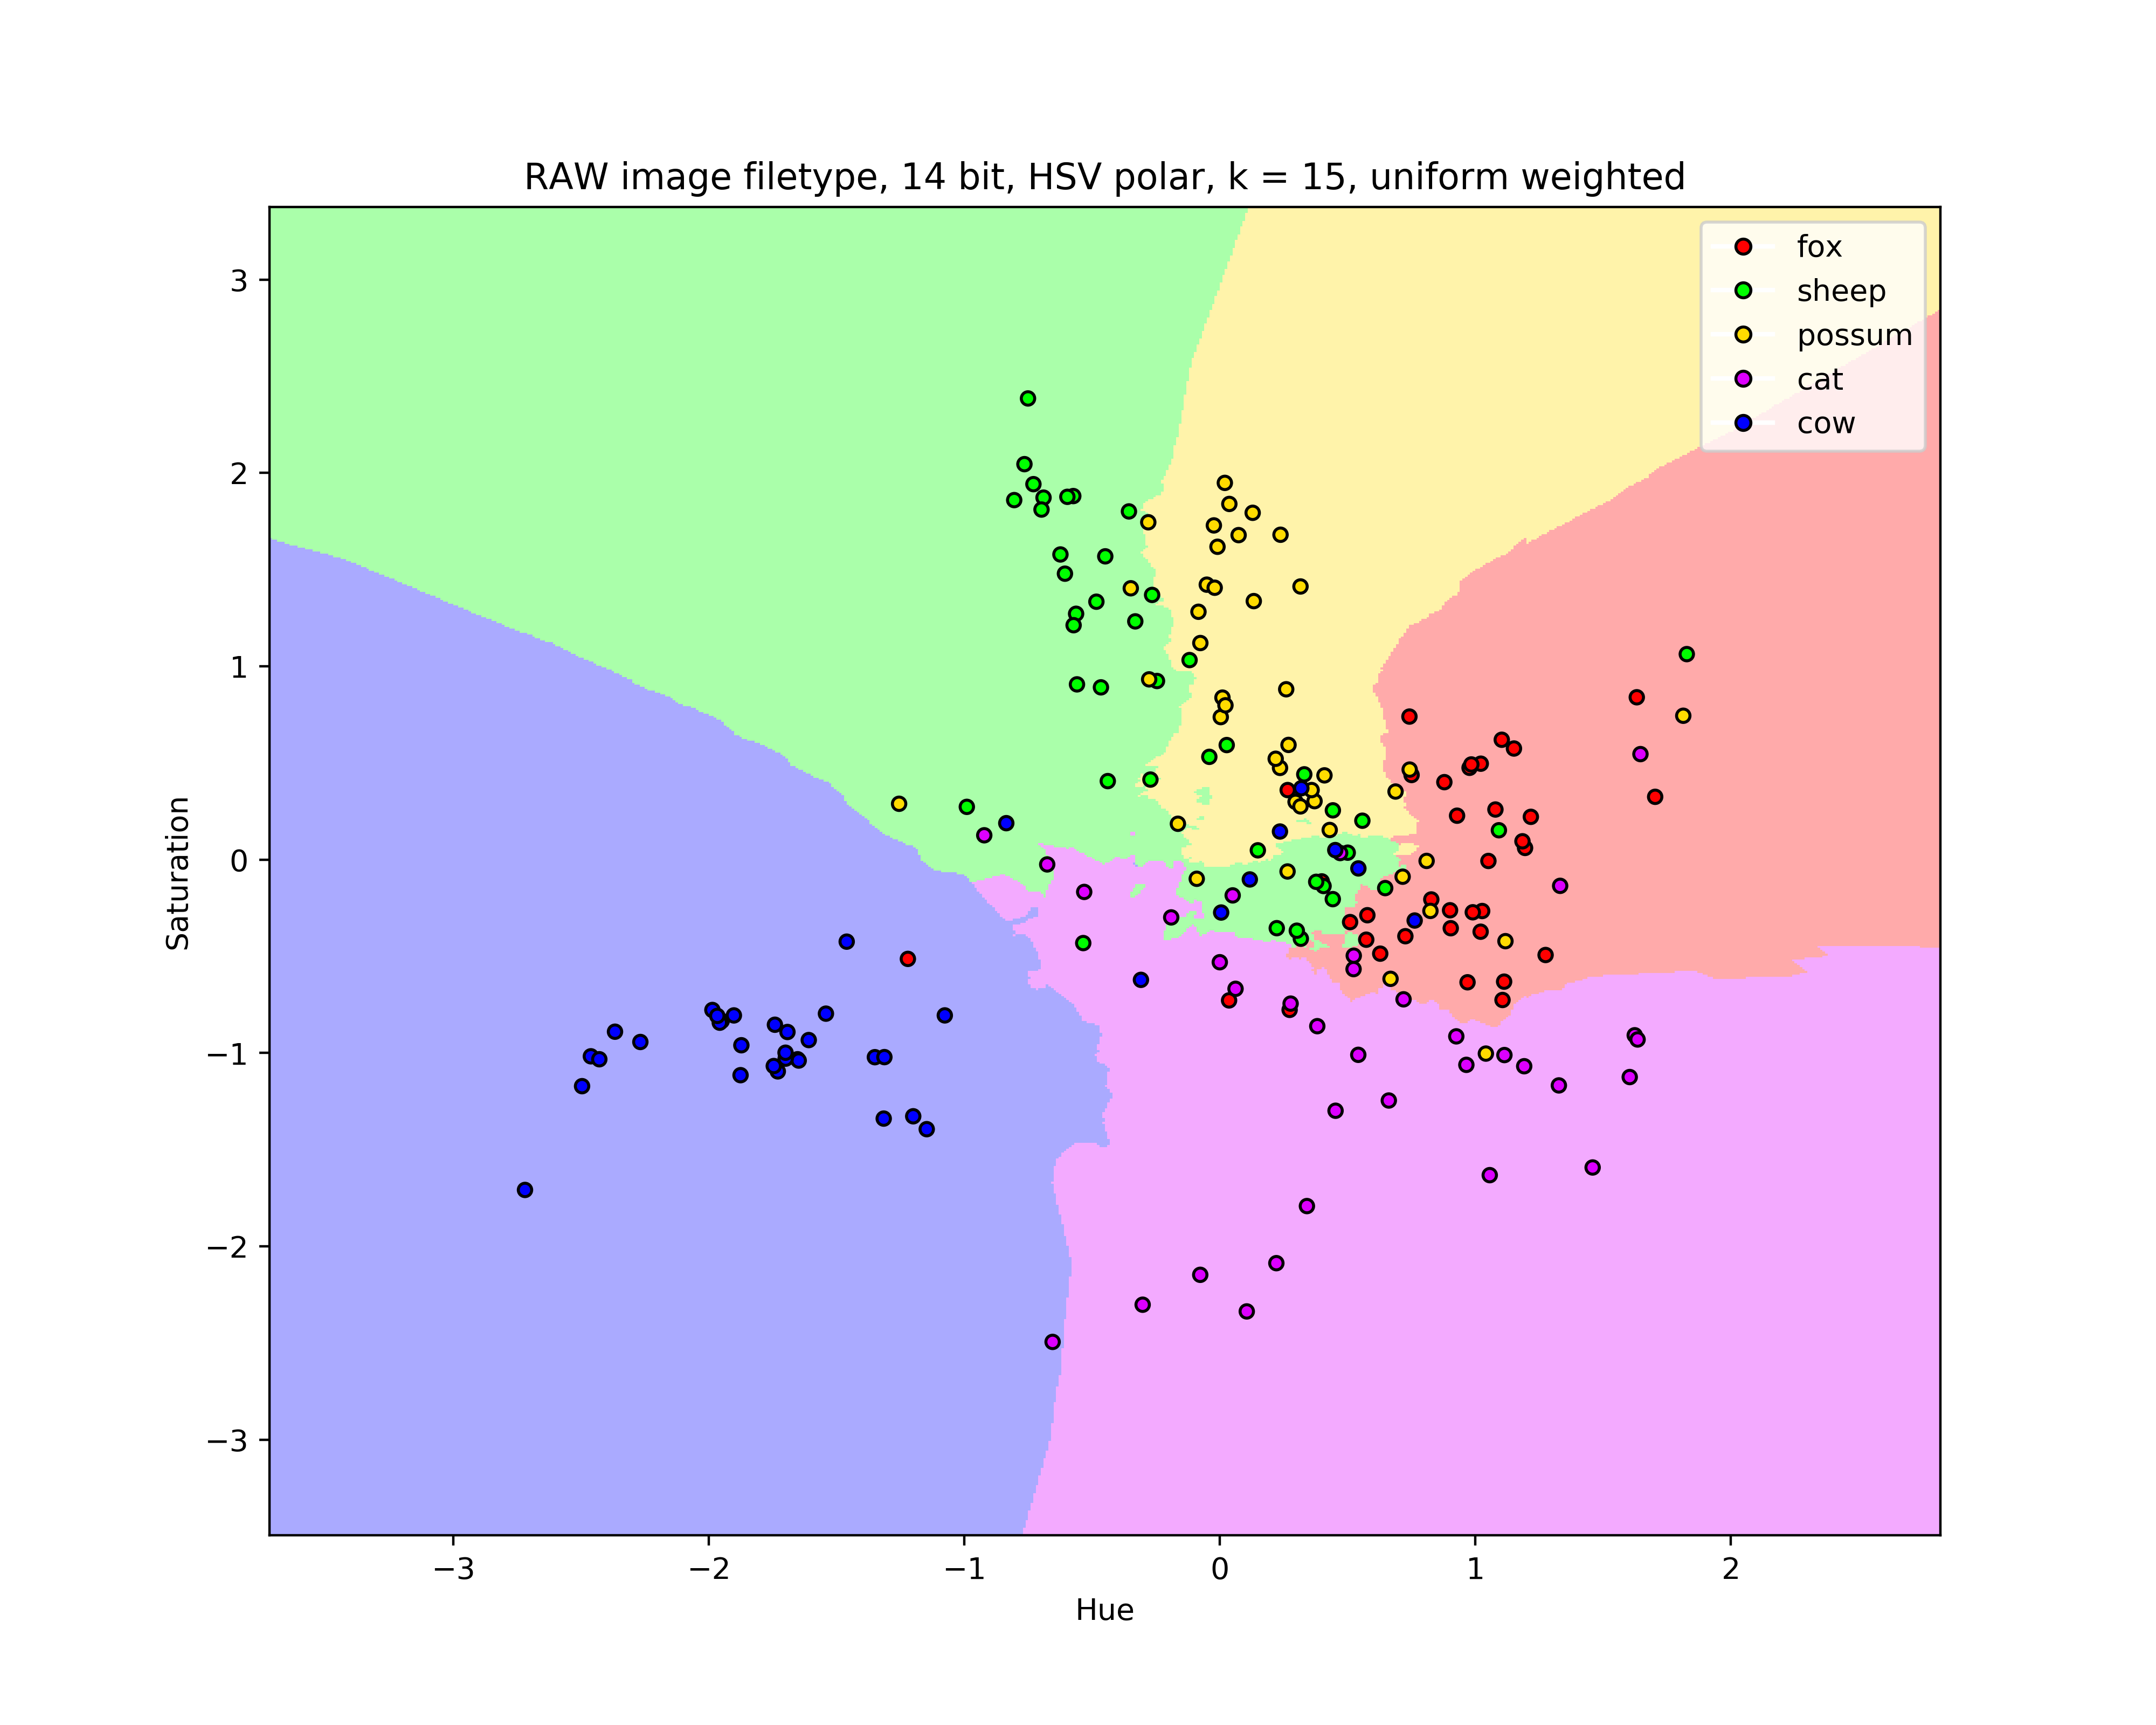 RAW image filetype, 14 bit, HSV polar, k = 15, uniform weighted
fox
sheep
possum
cat
cow
3
2
1
0
−1
−2
−3
Saturation
−3
−2
−1
0
1
2
Hue